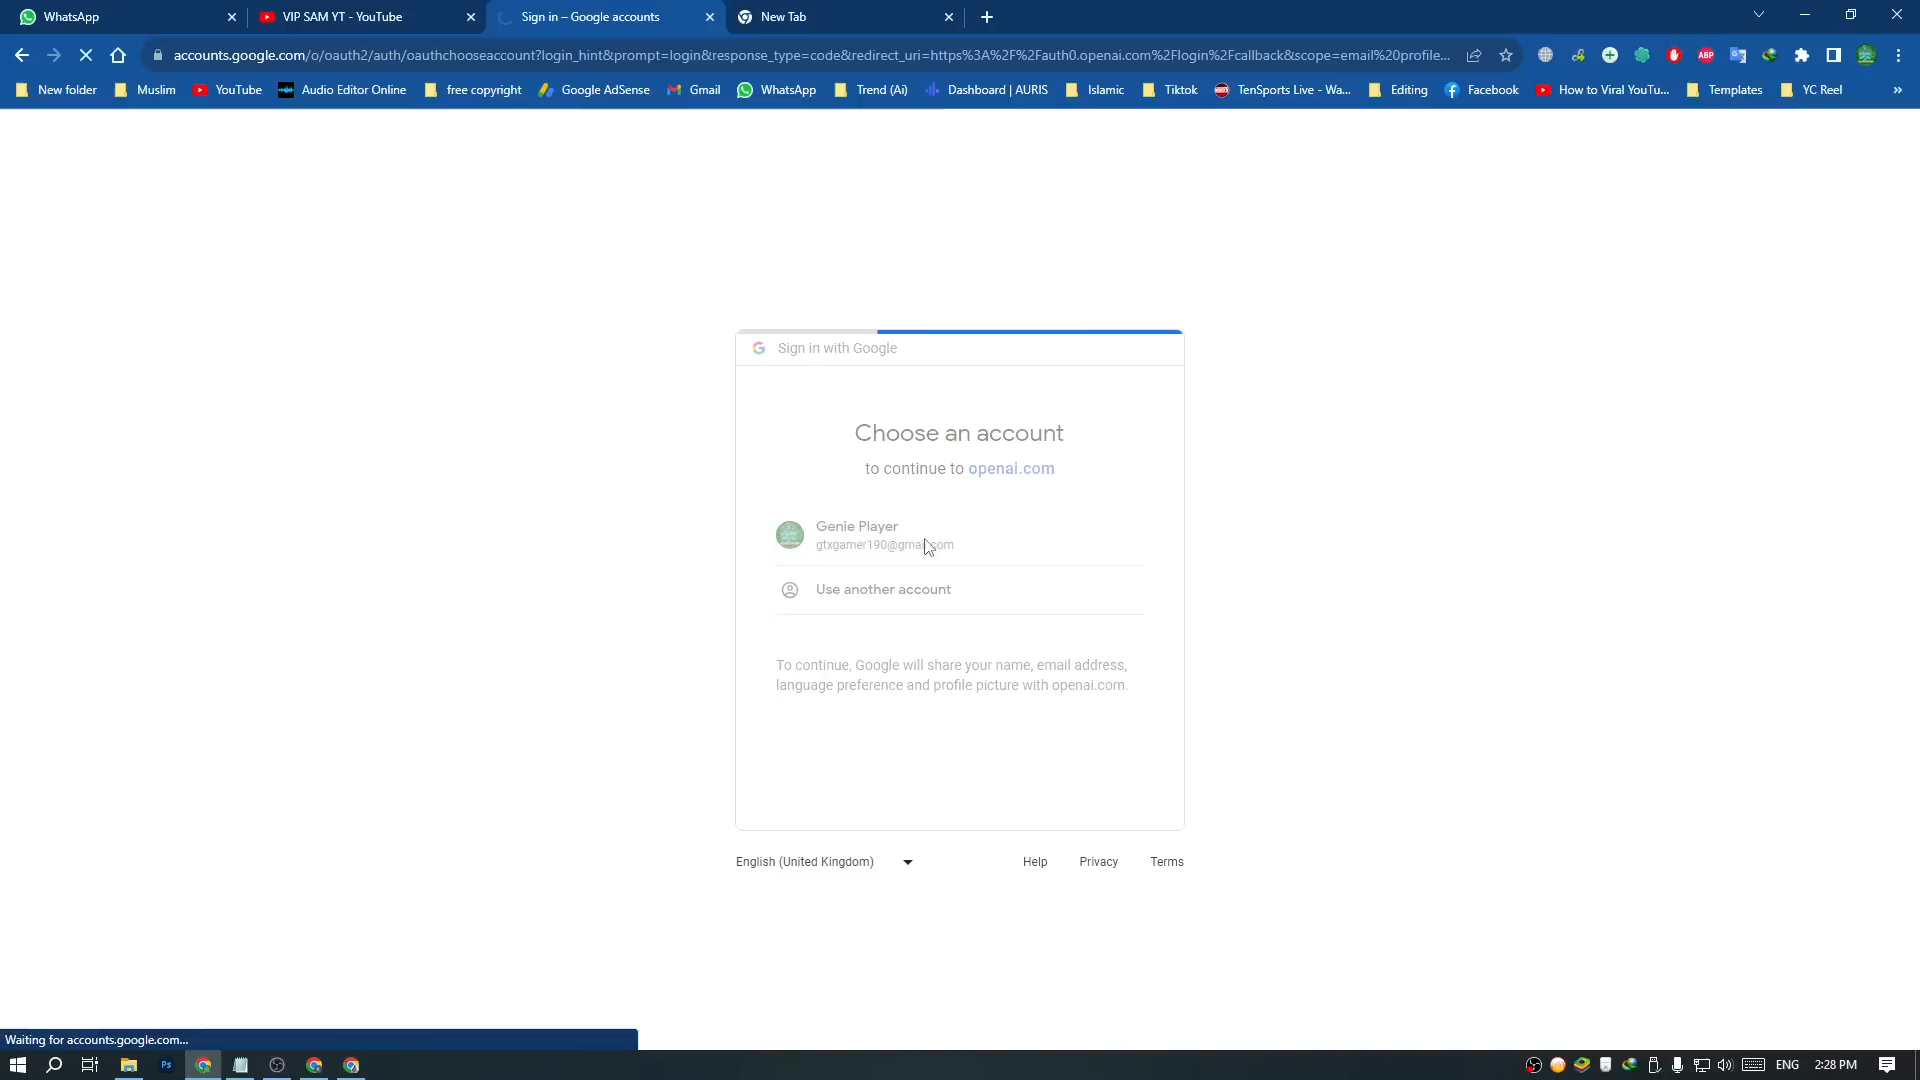 WhatsApp
VIP SAM YT - YouTube
Sign in – Google accounts
New Tab
accounts.google.com/o/oauth2/auth/oauthchooseaccount?login_hint&prompt=login&response_type=code&redirect_uri=https%3A%2F%2Fauth0.openai.com%2Flogin%2Fcallback&scope=email%20profile...
ABP
New folder
Muslim
YouTube
Audio Editor Online
free copyright
Google AdSense
Gmail
WhatsApp
Trend (Ai)
Dashboard | AURIS
Islamic
Tiktok
TenSports Live - Wa...
Editing
Facebook
How to Viral YouTu...
Templates
YC Reel
»
Sign in with Google
Choose an account
to continue to openai.com
Genie Player
gtxgamer190@gmail.com
Use another account
To continue, Google will share your name, email address,
language preference and profile picture with openai.com.
English (United Kingdom)
Help
Privacy
Terms
Waiting for accounts.google.com...
Ps
ENG
2:28 PM